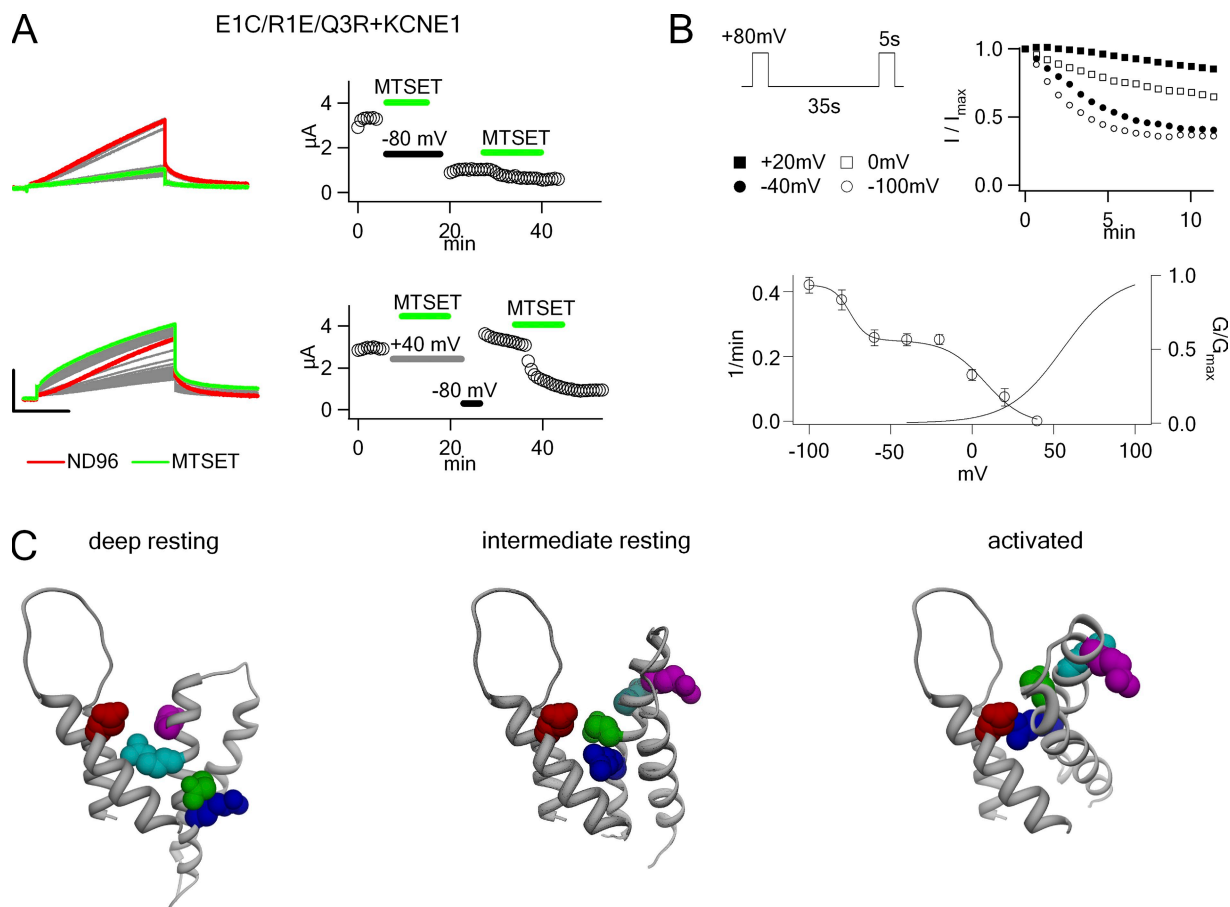 A
E1C/R1E/Q3R+KCNE1
MTSET
-80 mV
MTSET
µA
4
2
0
0
20
40
min
MTSET
+40 mV
-80 mV
MTSET
µA
4
2
0
0
20
40
min
ND96
MTSET
B
+80mV
5s
35s
+20mV
0mV
-40mV
-100mV
I / Imax
1.0
0.5
0.0
0
5
10
min
1/min
0.4
0.2
0.0
-100
-50
0
50
100
mV
1.0
0.5
0.0
G/Gmax
C
deep resting
intermediate resting
activated